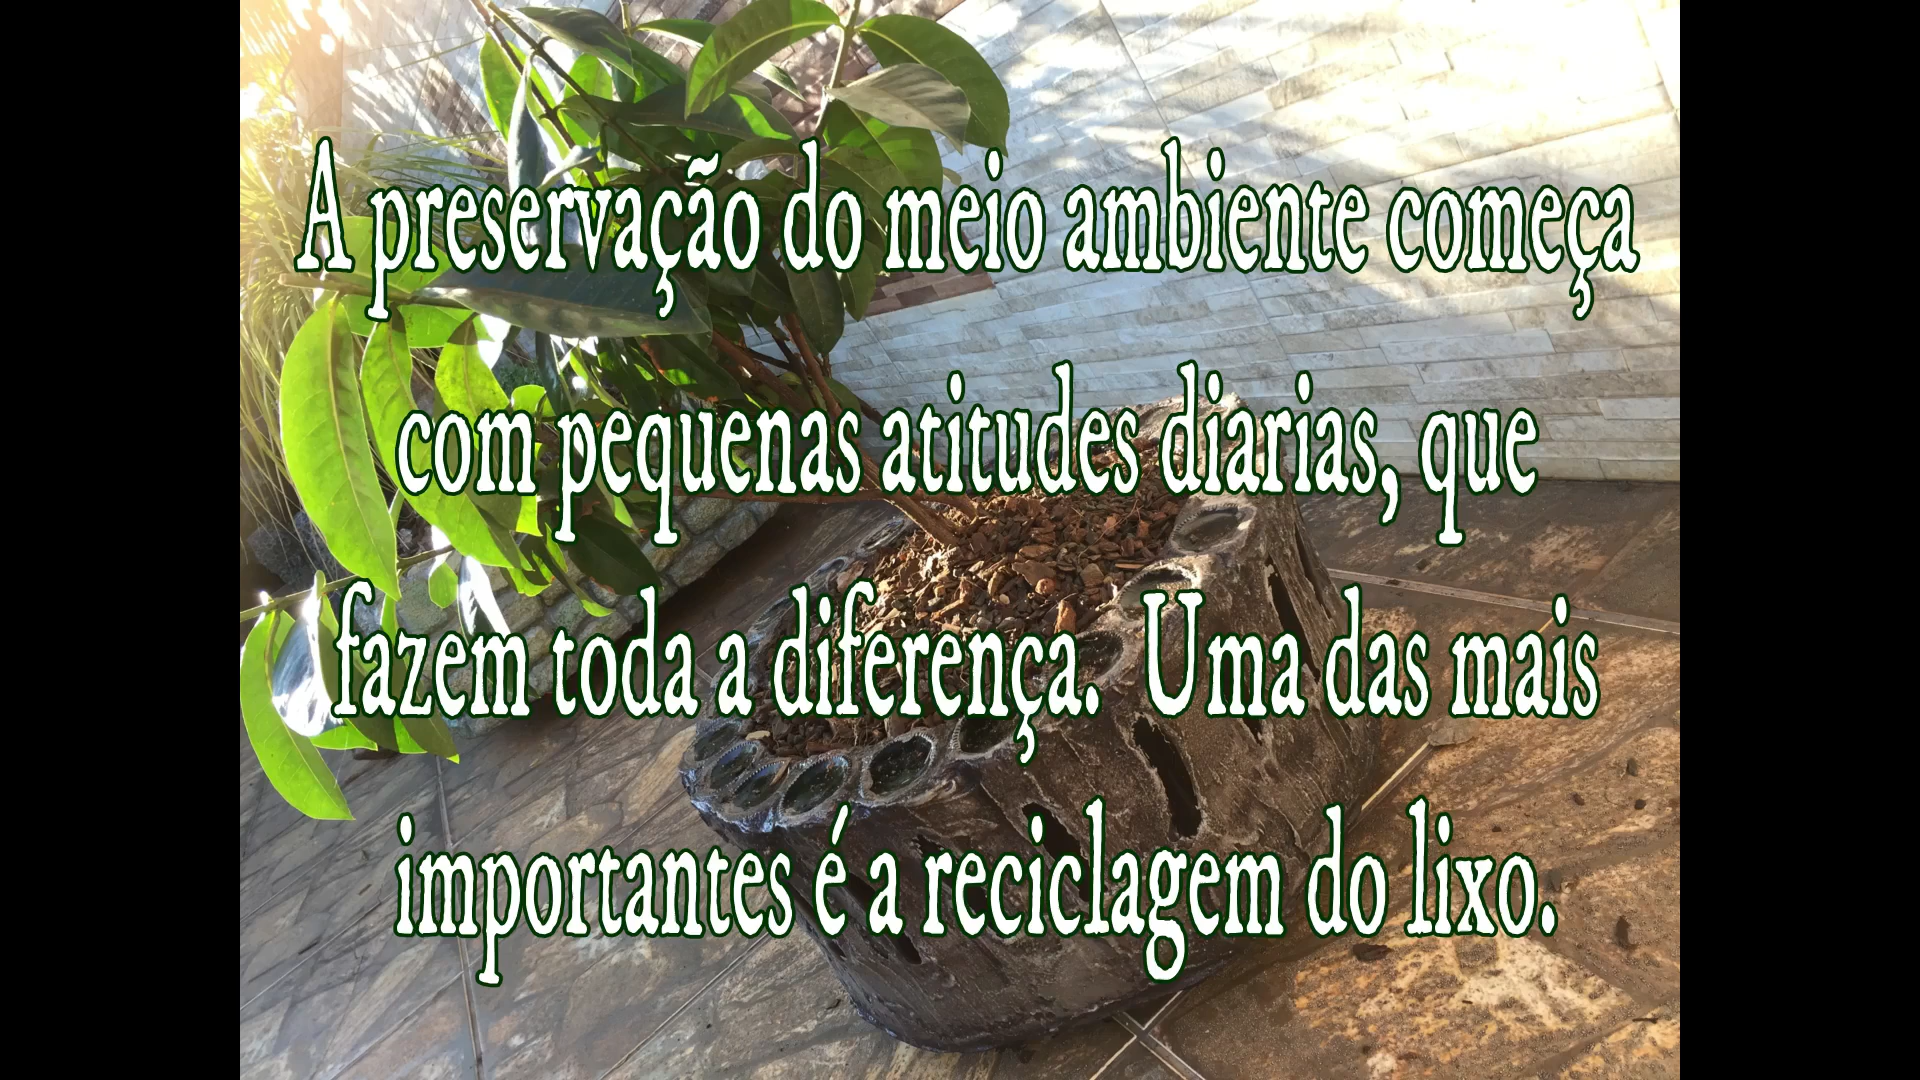 A preservação do meio ambiente começa
com pequenas atitudes diarias, que
fazem toda a diferença. Uma das mais
importantes é a reciclagem do lixo.